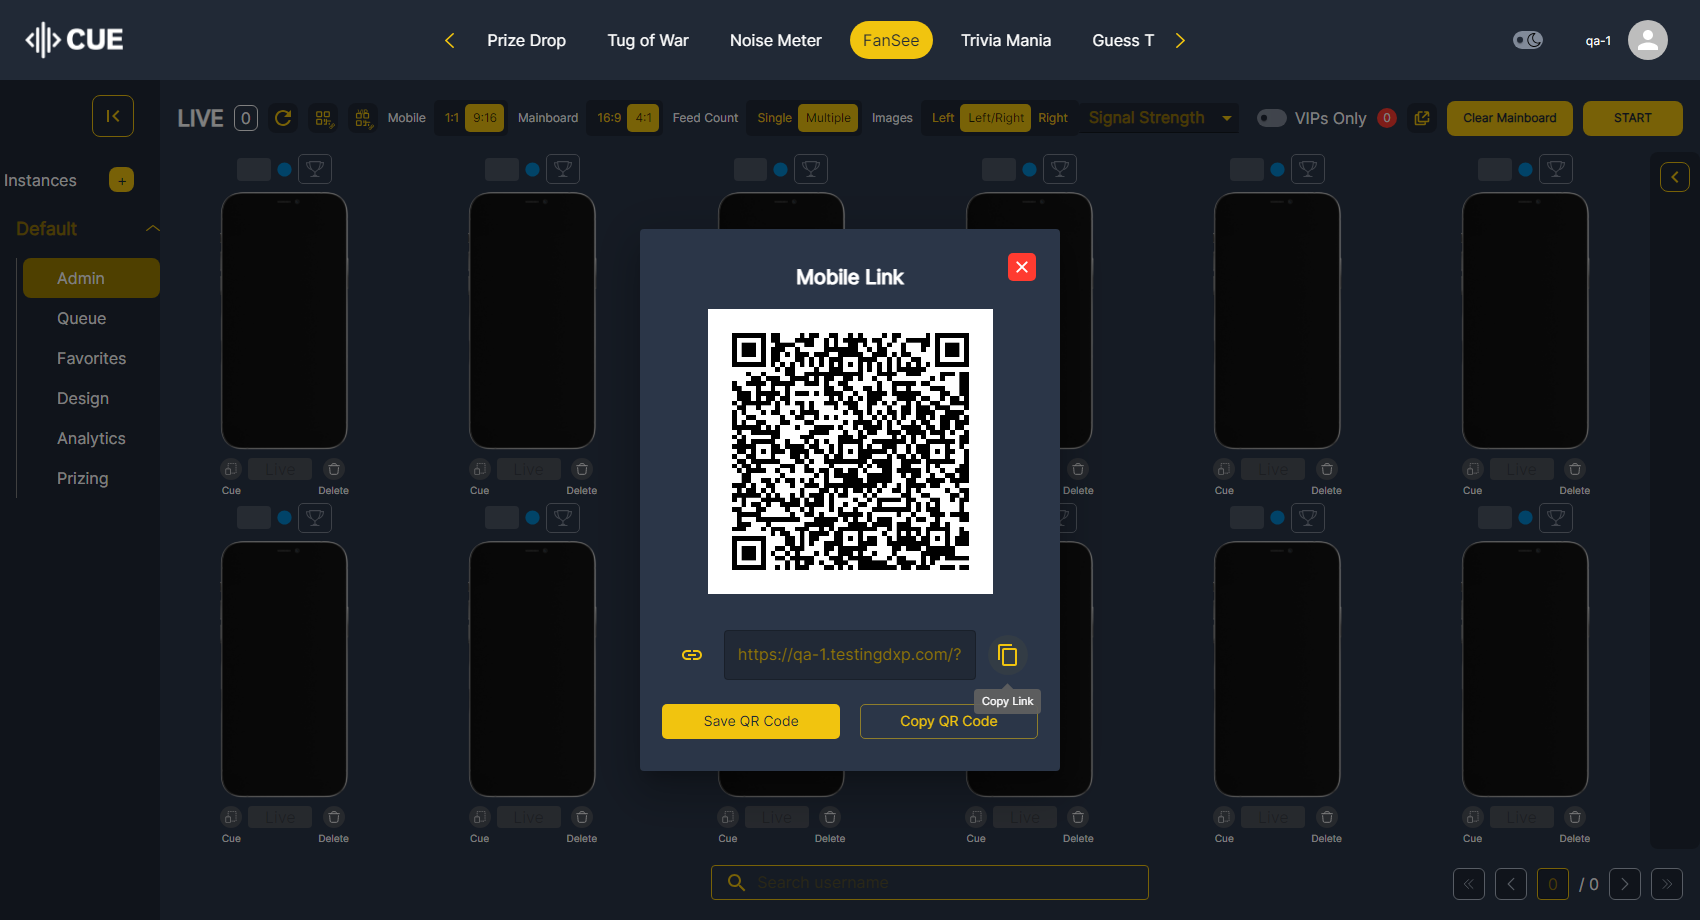 CUE
Prize Drop
Tug of War
Noise Meter
FanSee
Trivia Mania
Guess T
qa-1
LIVE 0
Mobile 1:1 9:16
Mainboard 16:9 4:1
Feed Count Single Multiple
Images Left Left/Right Right
Signal Strength
VIPs Only 0
Clear Mainboard
START
Instances +
Default
Admin
Queue
Favorites
Design
Analytics
Prizing
Mobile Link
https://qa-1.testingdxp.com/?
Copy Link
Save QR Code
Copy QR Code
Live Live Live Live
Cue Delete Cue Delete Delete Cue Delete Cue Delete
Live Live Live Live Live Live
Cue Delete Cue Delete Cue Delete Cue Delete Cue Delete Cue Delete
Search username
0 / 0